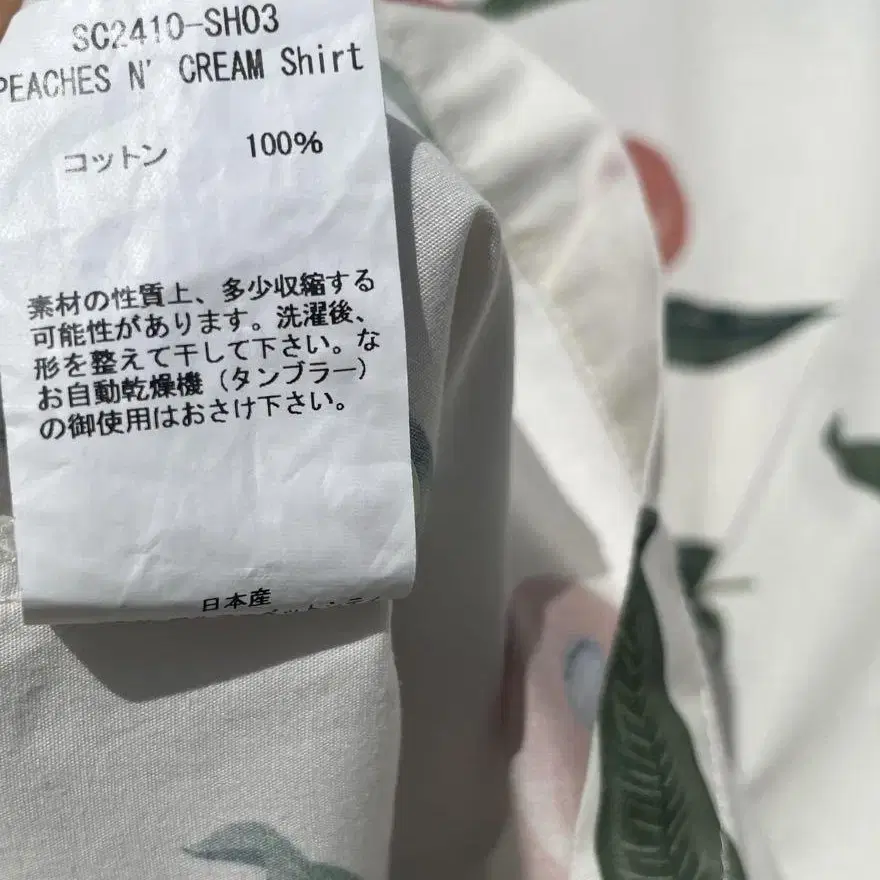 SC2410-SH03
PEACHES N' CREAM Shirt
コットン 100%
素材の性質上、多少収縮する
可能性があります。洗濯後、
形を整えて干して下さい。な
お自動乾燥機（タンブラー）
の御使用はおさけ下さい。
日本産